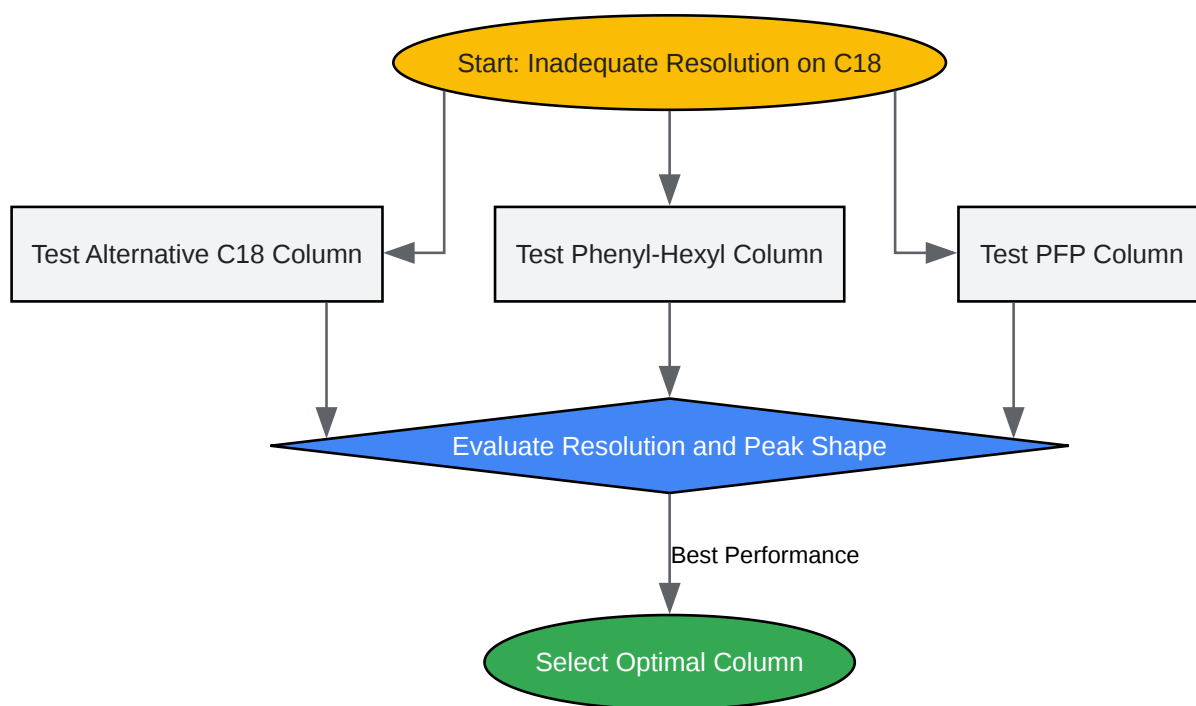 Start: Inadequate Resolution on C18
Test Alternative C18 Column
Test Phenyl-Hexyl Column
Test PFP Column
Evaluate Resolution and Peak Shape
Best Performance
Select Optimal Column